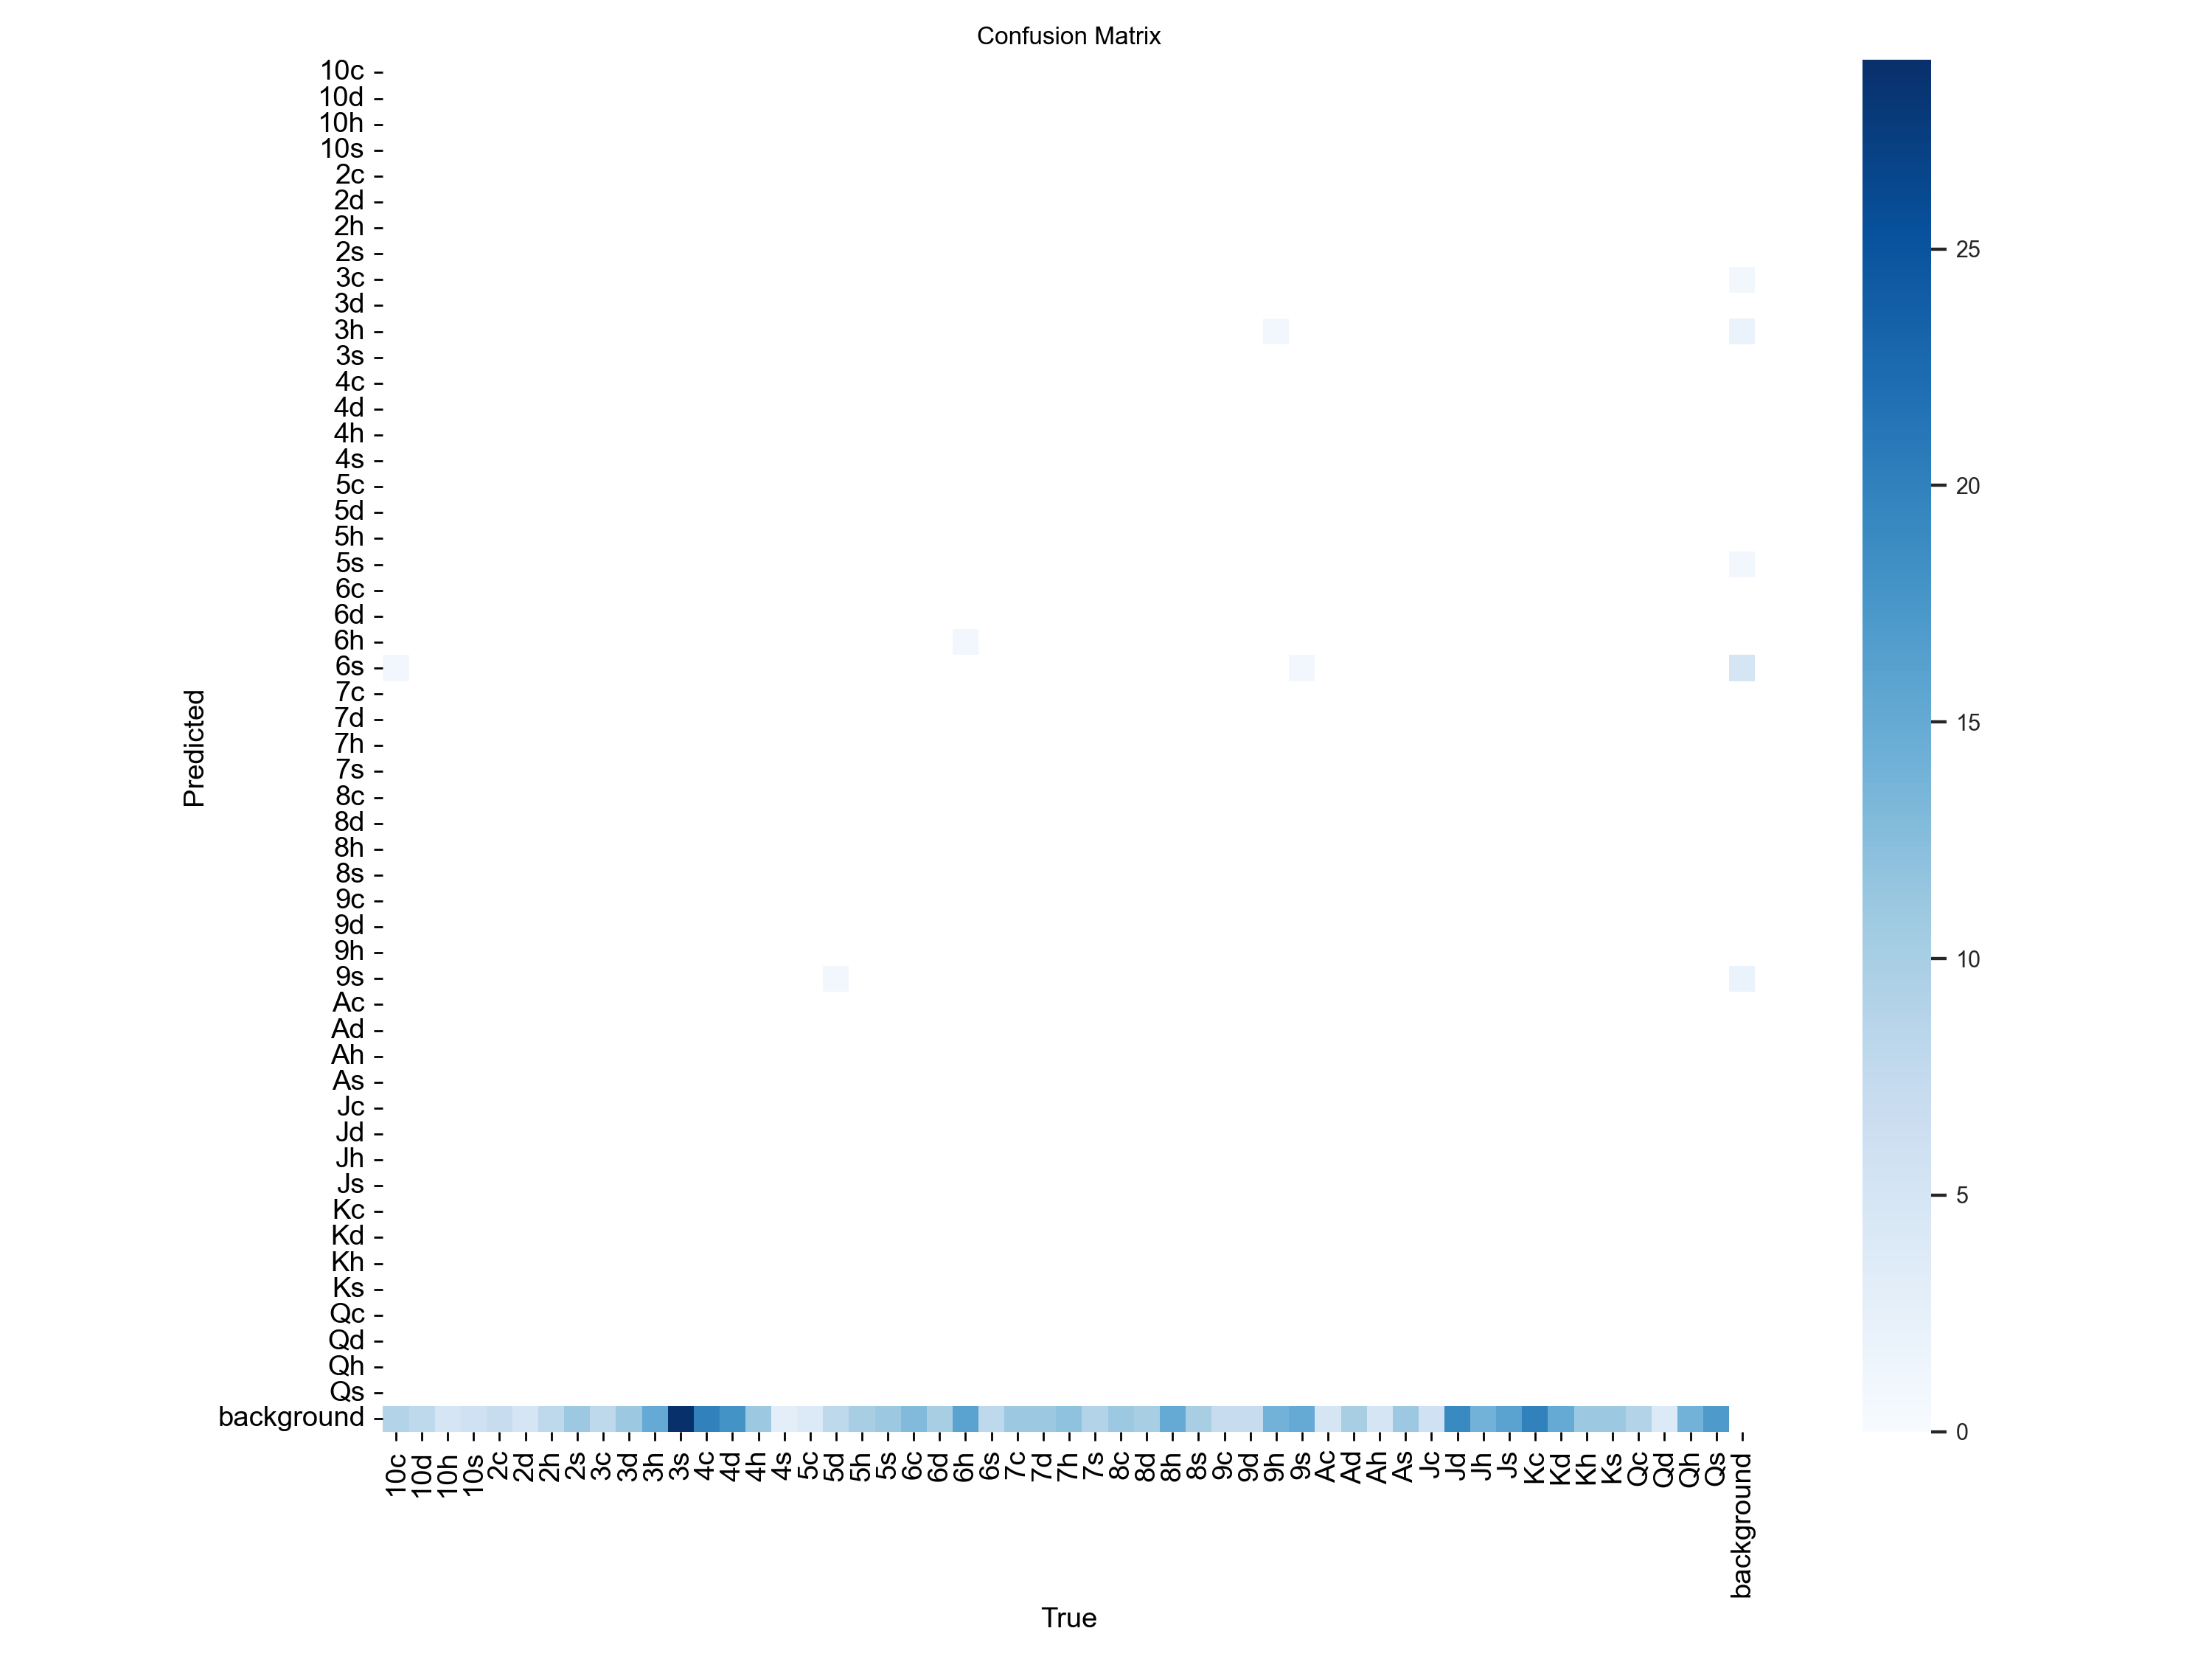 Confusion Matrix
10c
10d
10h
10s
2c
2d
2h
2s
3c
3d
3h
3s
4c
4d
4h
4s
5c
5d
5h
5s
6c
6d
6h
6s
7c
7d
7h
7s
8c
8d
8h
8s
9c
9d
9h
9s
Ac
Ad
Ah
As
Jc
Jd
Jh
Js
Kc
Kd
Kh
Ks
Qc
Qd
Qh
Qs
background
Predicted
10c 10d 10h 10s 2c 2d 2h 2s 3c 3d 3h 3s 4c 4d 4h 4s 5c 5d 5h 5s 6c 6d 6h 6s 7c 7d 7h 7s 8c 8d 8h 8s 9c 9d 9h 9s Ac Ad Ah As Jc Jd Jh Js Kc Kd Kh Ks Qc Qd Qh Qs background
True
25
20
15
10
5
0